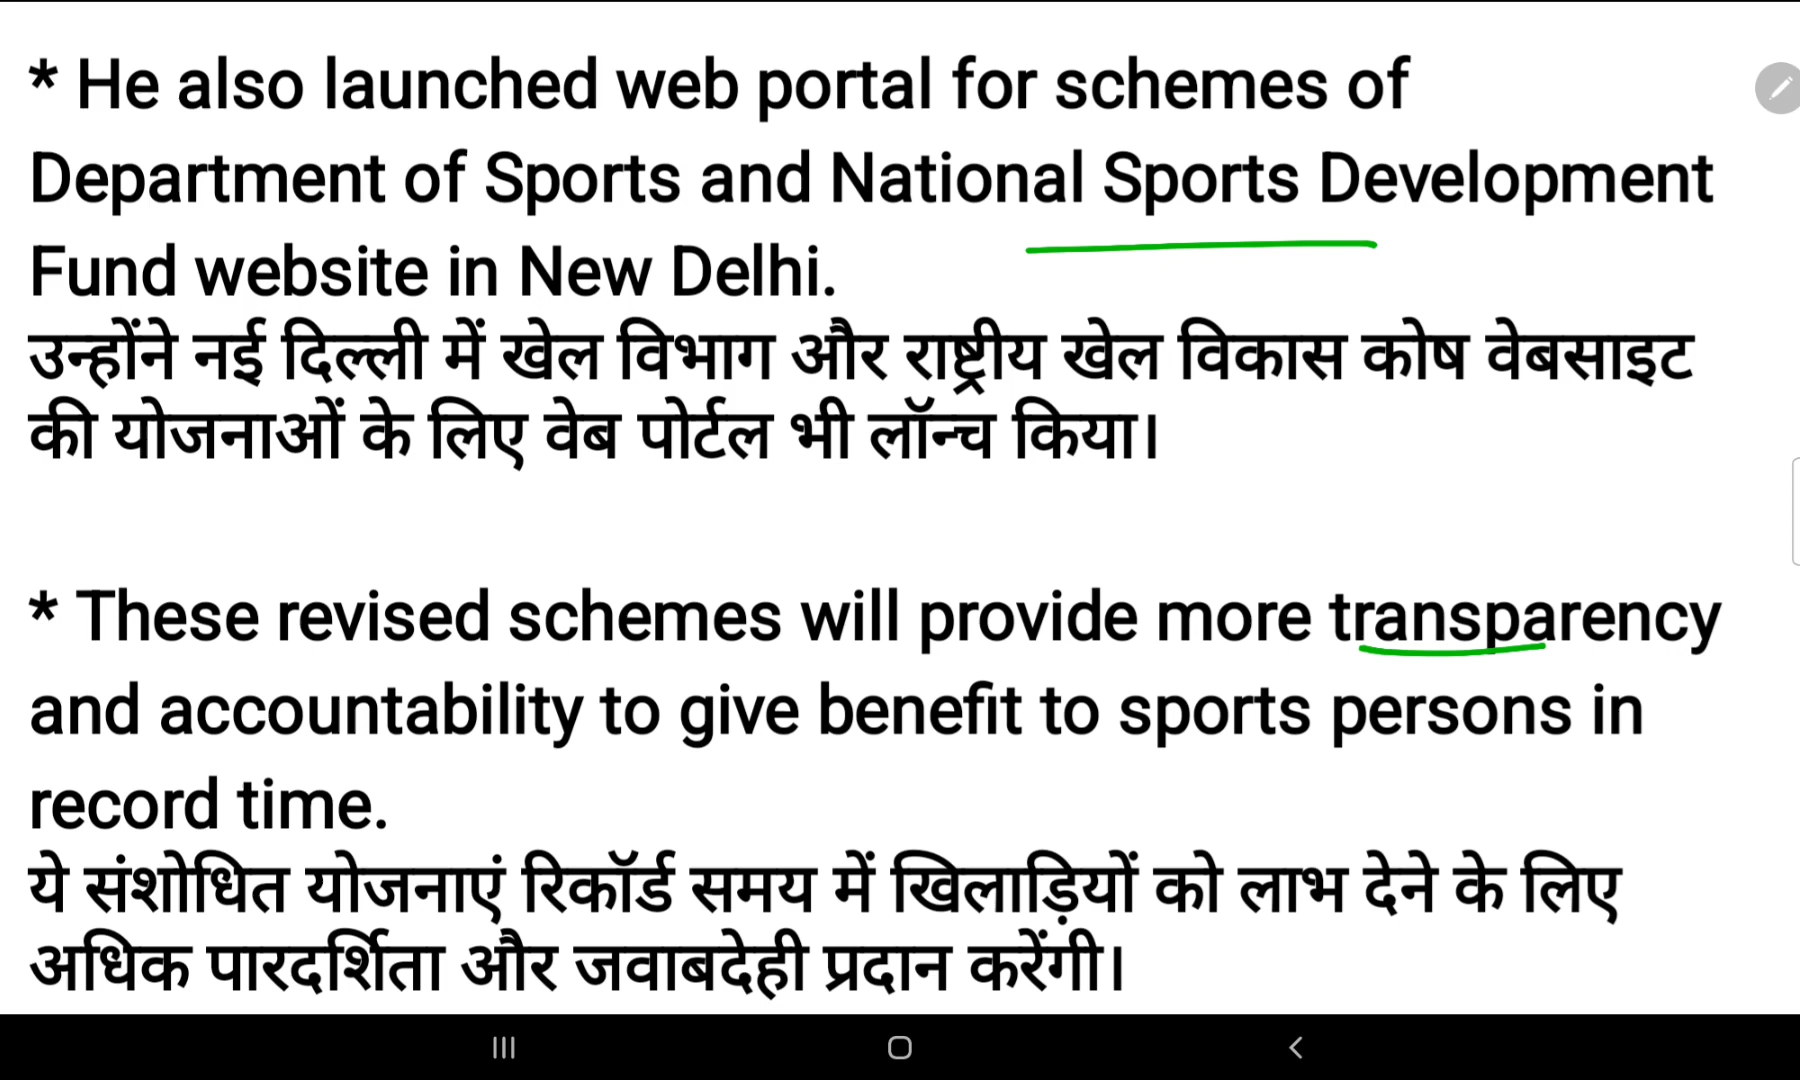 * He also launched web portal for schemes of
Department of Sports and National Sports Development
Fund website in New Delhi.
उन्होंने नई दिल्ली में खेल विभाग और राष्ट्रीय खेल विकास कोष वेबसाइट
की योजनाओं के लिए वेब पोर्टल भी लॉन्च किया।
* These revised schemes will provide more transparency
and accountability to give benefit to sports persons in
record time.
ये संशोधित योजनाएं रिकॉर्ड समय में खिलाड़ियों को लाभ देने के लिए
अधिक पारदर्शिता और जवाबदेही प्रदान करेंगी।